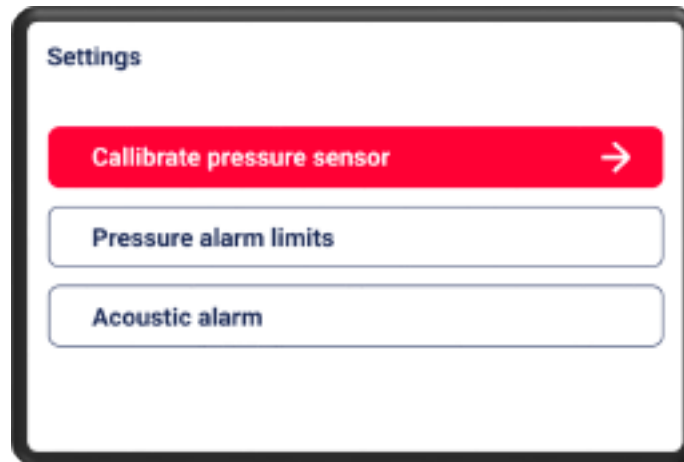 Settings
Callibrate pressure sensor
Pressure alarm limits
Acoustic alarm